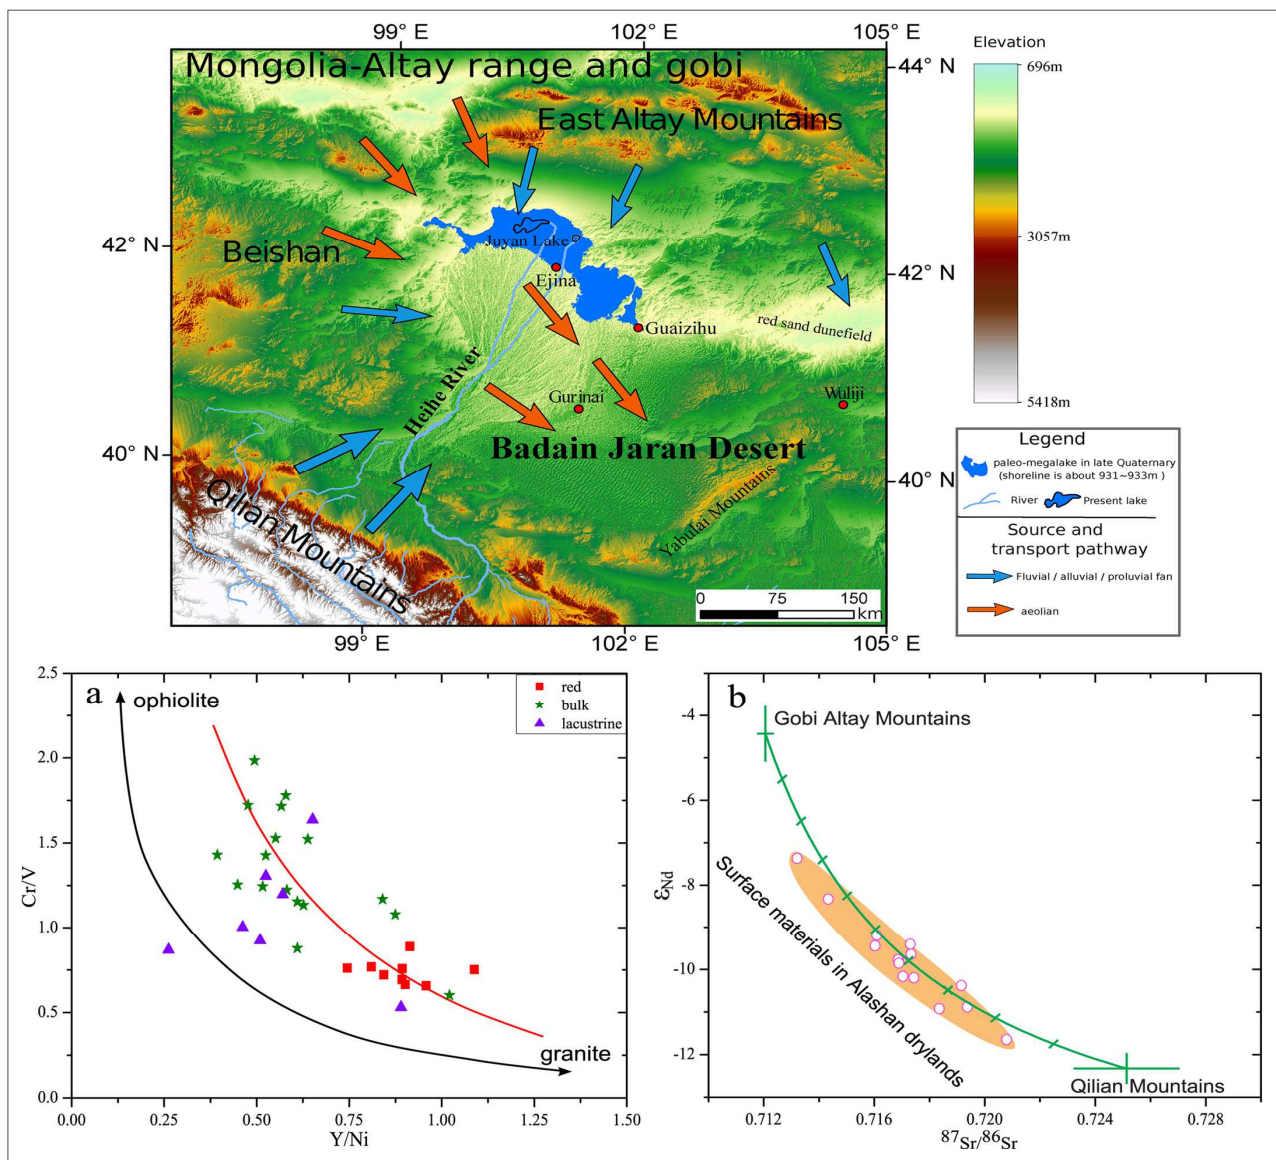 99° E 102° E 105° E
Mongolia-Altay range and gobi
44° N
East Altay Mountains
42° N
42° N
Beishan
Juyan Lake
Ejina
Guaizihu
red sand dunefield
Heihe River
Gurinai
Wuliji
Badain Jaran Desert
40° N
40° N
Qilian Mountains
Yabulai Mountains
0 75 150
km
99° E 102° E 105° E
Elevation
696m
3057m
5418m
Legend
paleo-megalake in late Quaternary
(shoreline is about 931~933m )
River Present lake
Source and
transport pathway
Fluvial / alluvial / proluvial fan
aeolian
a
ophiolite
granite
red
bulk
lacustrine
2.5
2.0
1.5
1.0
0.5
0.0
Cr/V
0.00 0.25 0.50 0.75 1.00 1.25 1.50
Y/Ni
b
Gobi Altay Mountains
Surface materials in Alashan drylands
Qilian Mountains
-4
-6
-8
-10
-12
εNd
0.712 0.716 0.720 0.724 0.728
87Sr/86Sr